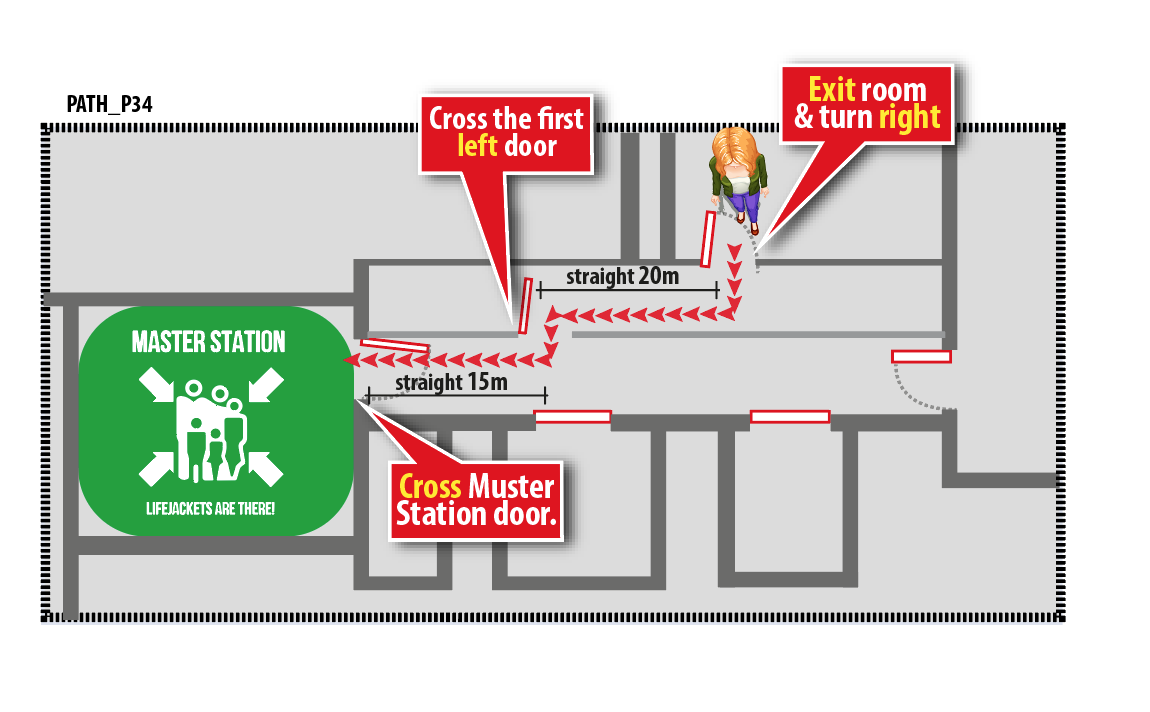 PATH_P34
Exit room
& turn right
Cross the first
left door
straight 20m
straight 15m
MASTER STATION
LIFEJACKETS ARE THERE!
Cross Muster
Station door.